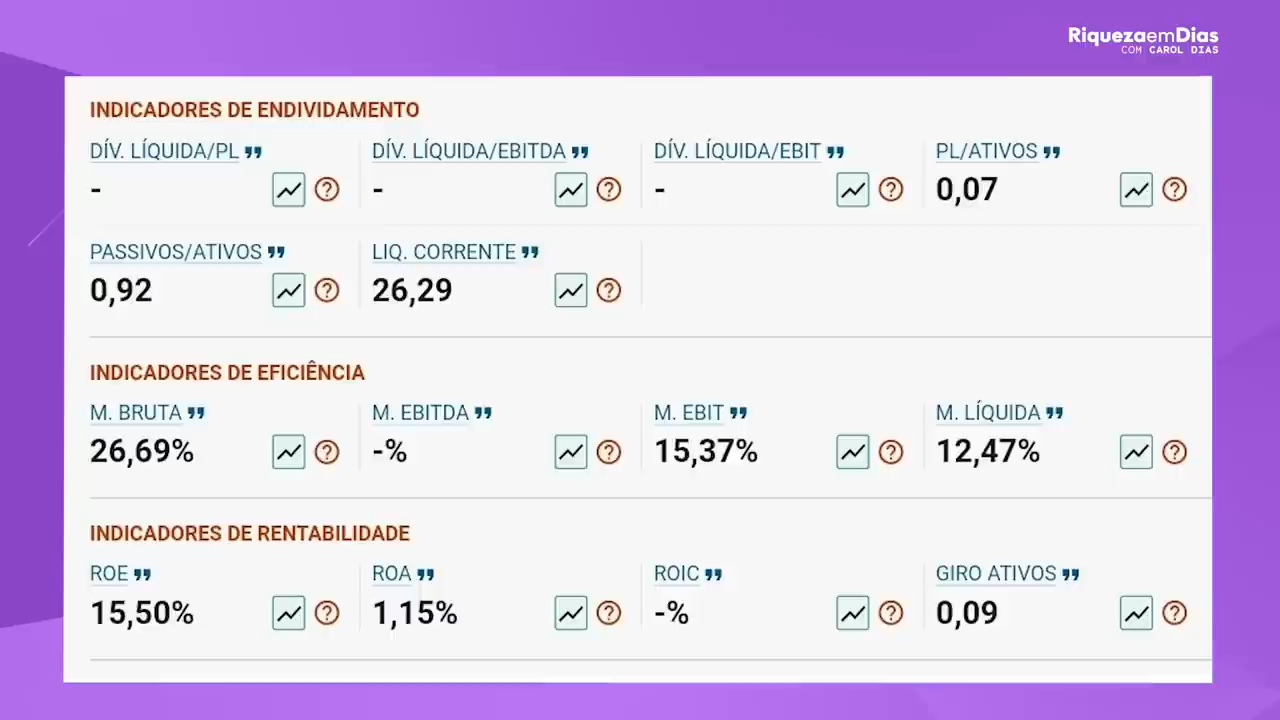 RiquezaemDias
COM CAROL DIAS
INDICADORES DE ENDIVIDAMENTO
DÍV. LÍQUIDA/PL DÍV. LÍQUIDA/EBITDA DÍV. LÍQUIDA/EBIT PL/ATIVOS
- - - 0,07
PASSIVOS/ATIVOS LIQ. CORRENTE
0,92 26,29
INDICADORES DE EFICIÊNCIA
M. BRUTA M. EBITDA M. EBIT M. LÍQUIDA
26,69% -% 15,37% 12,47%
INDICADORES DE RENTABILIDADE
ROE ROA ROIC GIRO ATIVOS
15,50% 1,15% -% 0,09